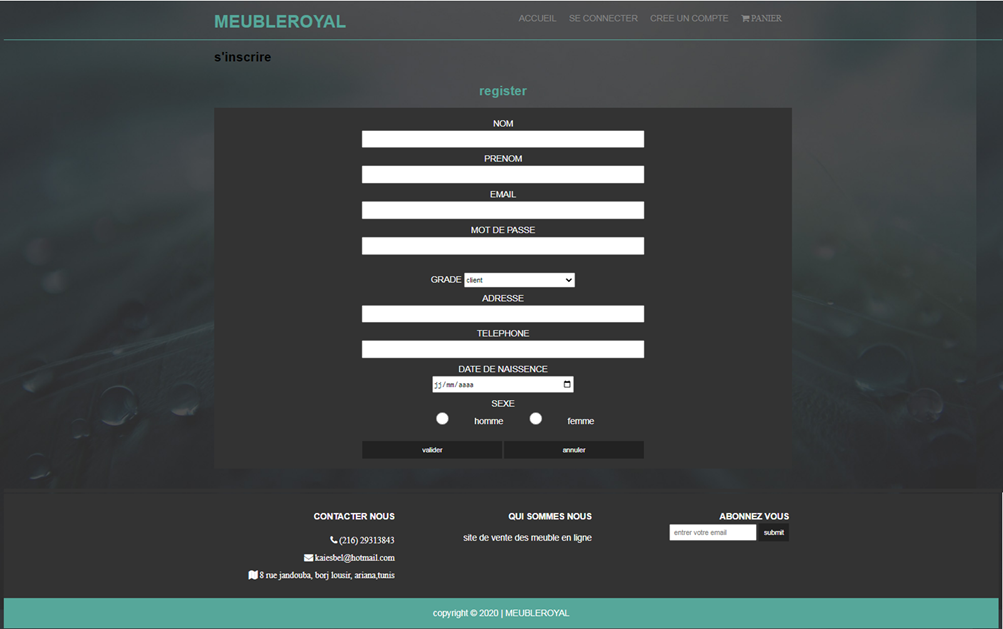 MEUBLEROYAL
ACCUEIL SE CONNECTER CREE UN COMPTE PANIER
s'inscrire
register
NOM
PRENOM
EMAIL
MOT DE PASSE
GRADE client
ADRESSE
TELEPHONE
DATE DE NAISSENCE
jj/mm/aaaa
SEXE
homme femme
valider annuler
CONTACTER NOUS
(216) 29313843
kaiesbel@hotmail.com
8 rue jandouba, borj lousir, ariana,tunis
QUI SOMMES NOUS
site de vente des meuble en ligne
ABONNEZ VOUS
entrer votre email submit
copyright © 2020 | MEUBLEROYAL